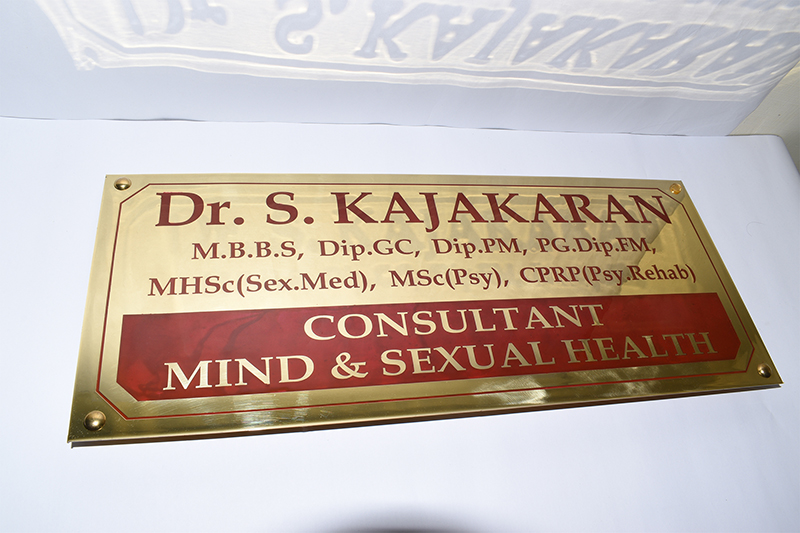 Dr. S. KAJAKARAN
M.B.B.S, Dip.GC, Dip.PM, PG.Dip.FM,
MHSc(Sex.Med), MSc(Psy), CPRP(Psy.Rehab)
CONSULTANT
MIND & SEXUAL HEALTH